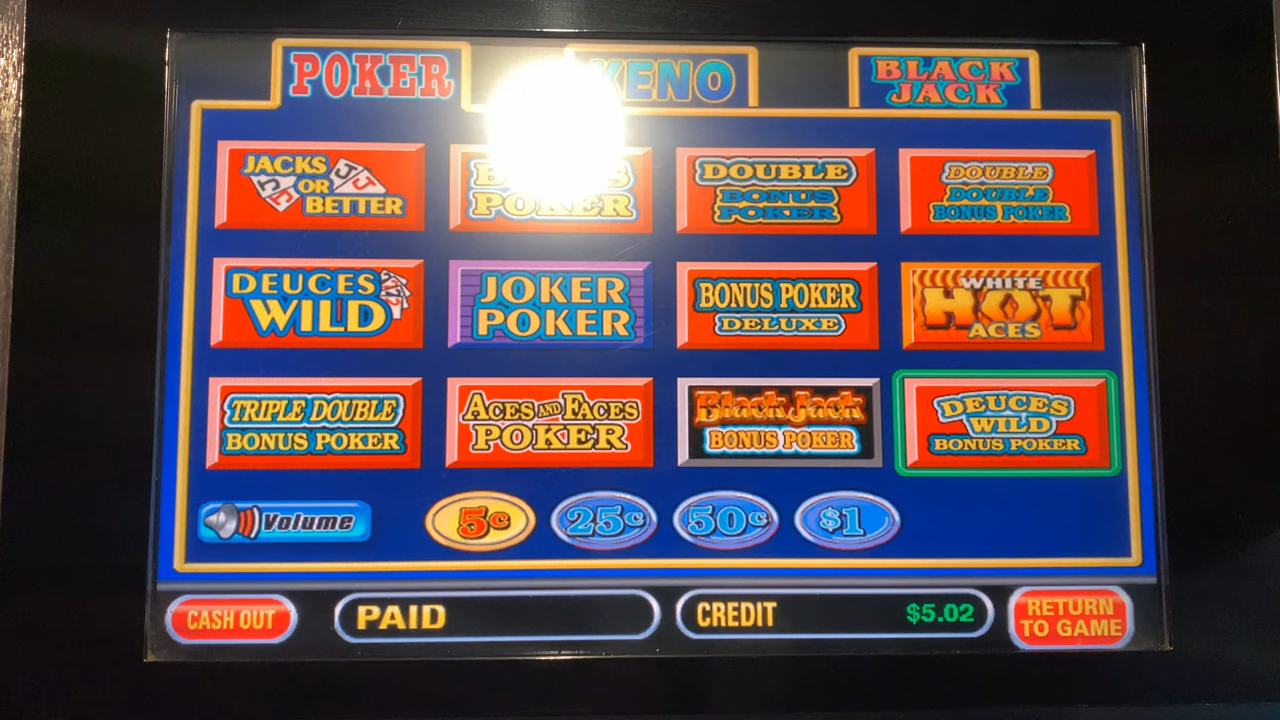 POKER
KENO
BLACK
JACK
JACKS
OR
BETTER
POKER
DOUBLE
BONUS
POKER
DOUBLE
DOUBLE
BONUS POKER
DEUCES
WILD
JOKER
POKER
BONUS POKER
DELUXE
WHITE
HOT
ACES
TRIPLE DOUBLE
BONUS POKER
ACES AND FACES
POKER
Black Jack
BONUS POKER
DEUCES
WILD
BONUS POKER
Volume
5¢
25¢
50¢
$1
CASH OUT
PAID
CREDIT $5.02
RETURN
TO GAME